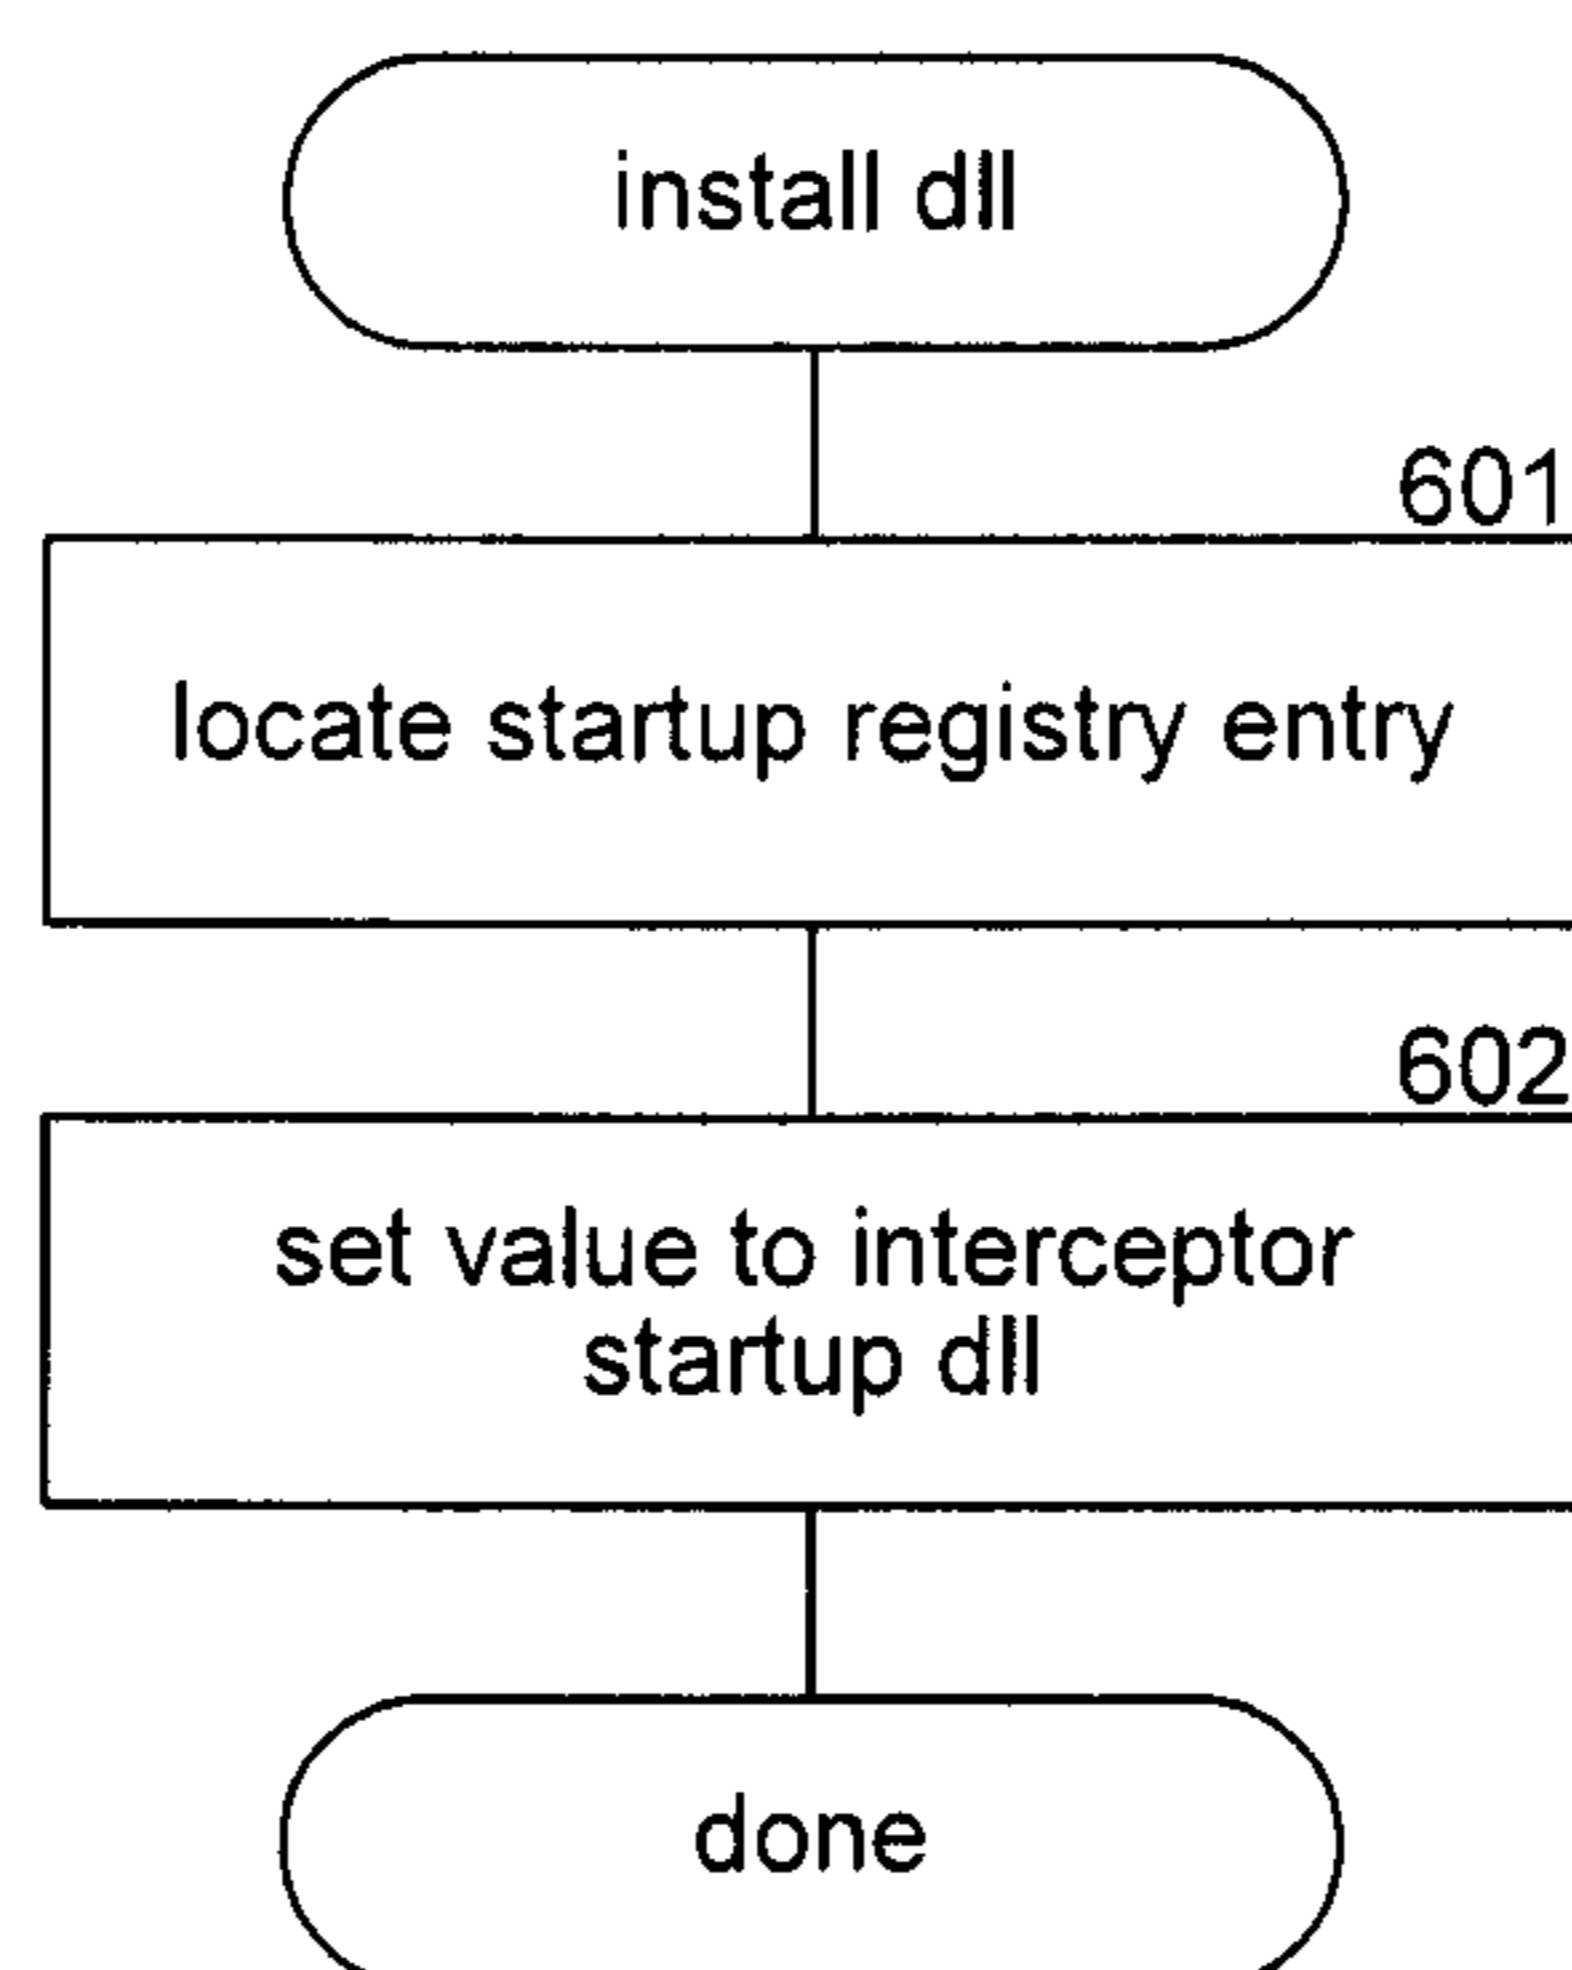 install dll
601
locate startup registry entry
602
set value to interceptor
startup dll
done